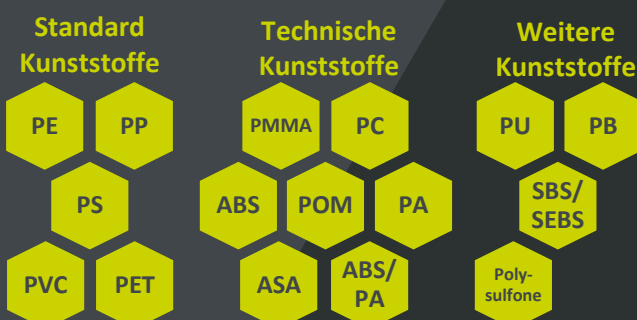 Standard
Kunststoffe
PE
PP
PS
PVC
PET
Technische
Kunststoffe
PMMA
PC
ABS
POM
PA
ASA
ABS/
PA
Weitere
Kunststoffe
PU
PB
SBS/
SEBS
Poly-
sulfone